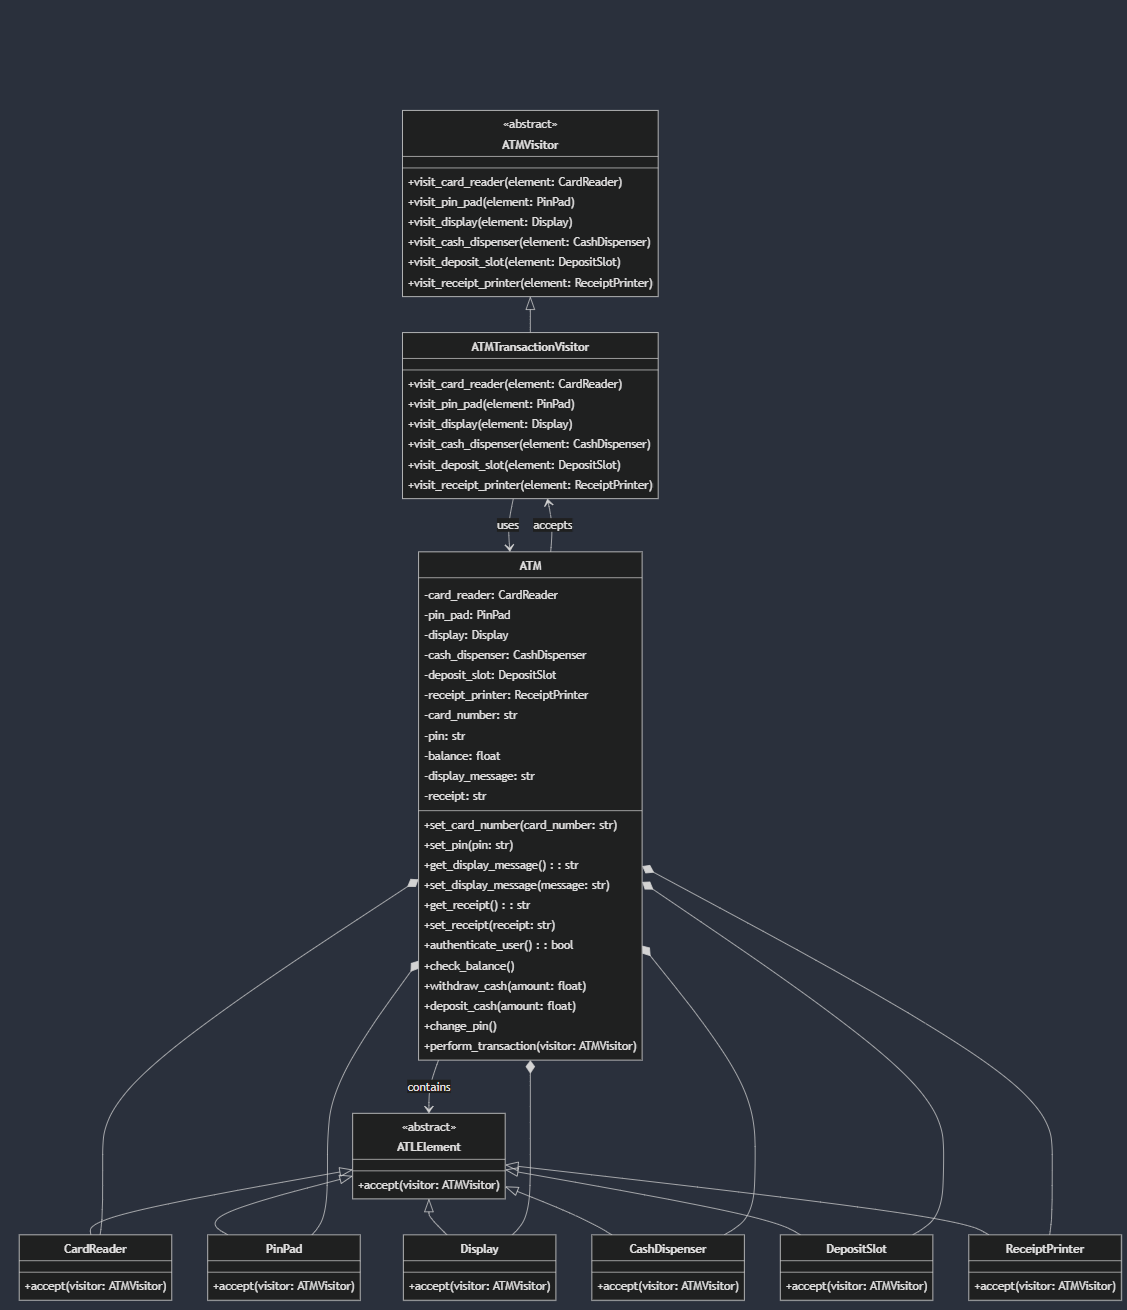 «abstract»
ATMVisitor
+visit_card_reader(element: CardReader)
+visit_pin_pad(element: PinPad)
+visit_display(element: Display)
+visit_cash_dispenser(element: CashDispenser)
+visit_deposit_slot(element: DepositSlot)
+visit_receipt_printer(element: ReceiptPrinter)
ATMTransactionVisitor
+visit_card_reader(element: CardReader)
+visit_pin_pad(element: PinPad)
+visit_display(element: Display)
+visit_cash_dispenser(element: CashDispenser)
+visit_deposit_slot(element: DepositSlot)
+visit_receipt_printer(element: ReceiptPrinter)
uses
accepts
ATM
-card_reader: CardReader
-pin_pad: PinPad
-display: Display
-cash_dispenser: CashDispenser
-deposit_slot: DepositSlot
-receipt_printer: ReceiptPrinter
-card_number: str
-pin: str
-balance: float
-display_message: str
-receipt: str
+set_card_number(card_number: str)
+set_pin(pin: str)
+get_display_message() : : str
+set_display_message(message: str)
+get_receipt() : : str
+set_receipt(receipt: str)
+authenticate_user() : : bool
+check_balance()
+withdraw_cash(amount: float)
+deposit_cash(amount: float)
+change_pin()
+perform_transaction(visitor: ATMVisitor)
contains
«abstract»
ATLElement
+accept(visitor: ATMVisitor)
CardReader
+accept(visitor: ATMVisitor)
PinPad
+accept(visitor: ATMVisitor)
Display
+accept(visitor: ATMVisitor)
CashDispenser
+accept(visitor: ATMVisitor)
DepositSlot
+accept(visitor: ATMVisitor)
ReceiptPrinter
+accept(visitor: ATMVisitor)